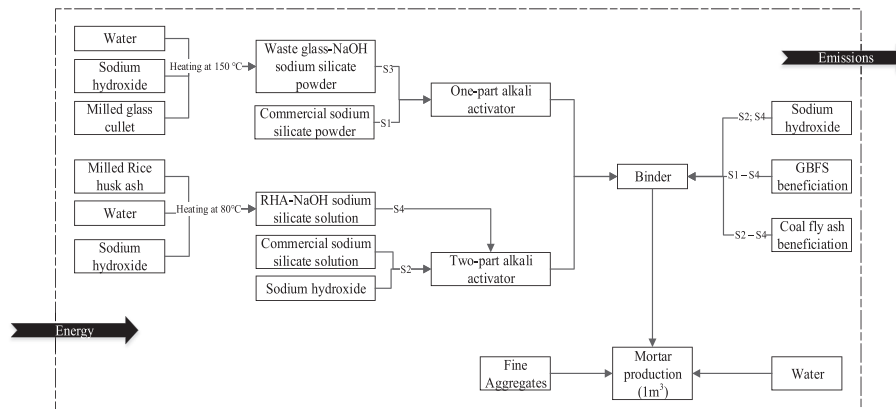 Water
Sodium
hydroxide
Milled glass
cullet
Heating at 150 °C
Waste glass-NaOH
sodium silicate
powder
S3
Commercial sodium
silicate powder
S1
One-part alkali
activator
Milled Rice
husk ash
Water
Sodium
hydroxide
Heating at 80°C
RHA-NaOH sodium
silicate solution
S4
Commercial sodium
silicate solution
S2
Sodium hydroxide
Two-part alkali
activator
Binder
Emissions
S2; S4
Sodium
hydroxide
S1 – S4
GBFS
beneficiation
S2 – S4
Coal fly ash
beneficiation
Energy
Fine
Aggregates
Mortar
production
(1m³)
Water